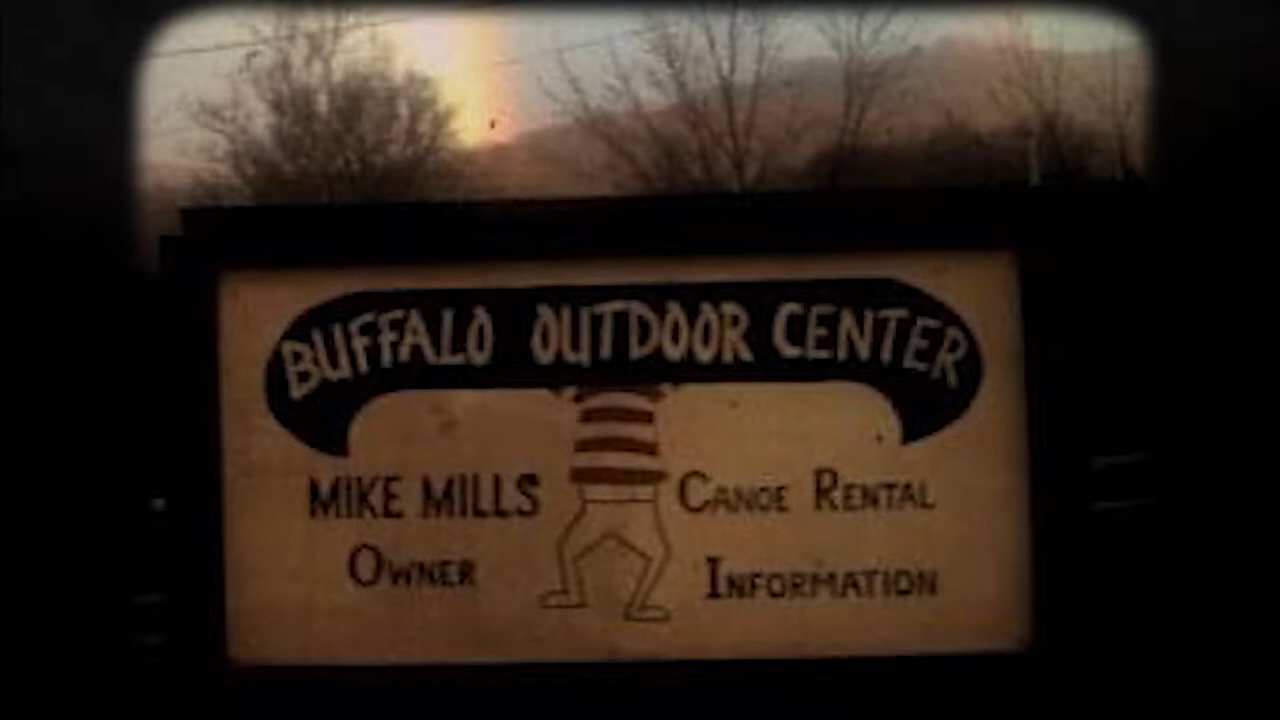 BUFFALO OUTDOOR CENTER
MIKE MILLS
OWNER
CANOE RENTAL
INFORMATION